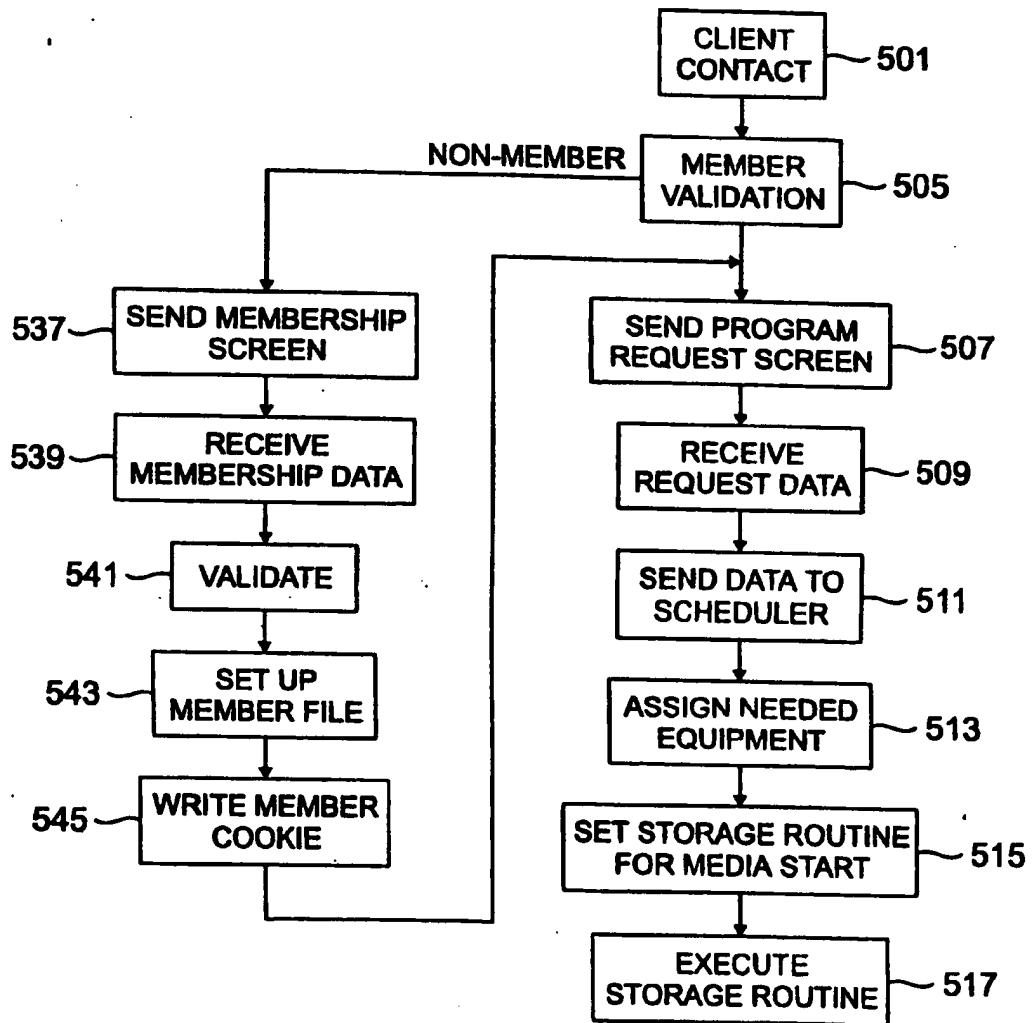 CLIENT
CONTACT
501
NON-MEMBER
MEMBER
VALIDATION
505
537
SEND MEMBERSHIP
SCREEN
539
RECEIVE
MEMBERSHIP DATA
541
VALIDATE
543
SET UP
MEMBER FILE
545
WRITE MEMBER
COOKIE
SEND PROGRAM
REQUEST SCREEN
507
RECEIVE
REQUEST DATA
509
SEND DATA TO
SCHEDULER
511
ASSIGN NEEDED
EQUIPMENT
513
SET STORAGE ROUTINE
FOR MEDIA START
515
EXECUTE
STORAGE ROUTINE
517